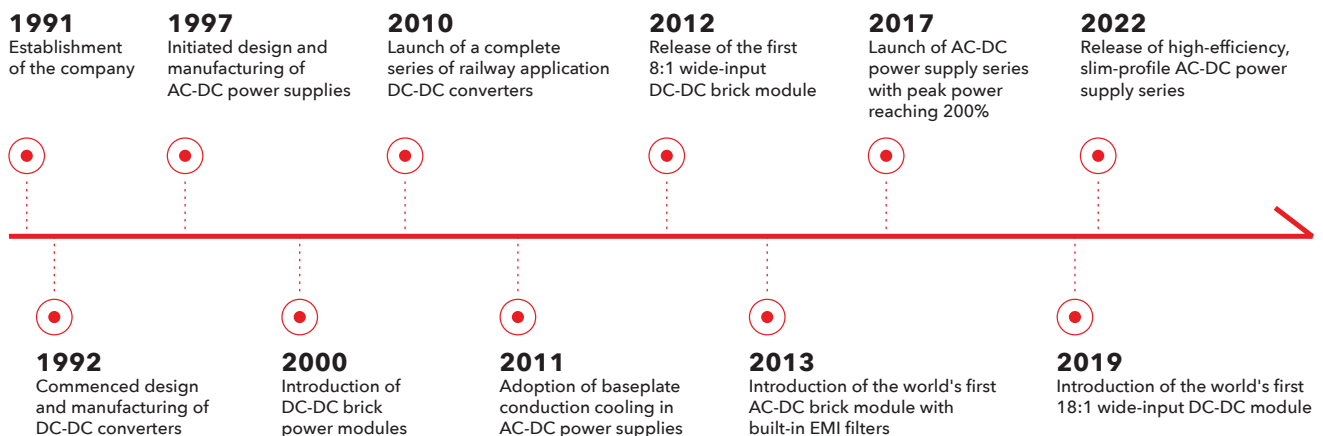 1991
Establishment
of the company
1997
Initiated design and
manufacturing of
AC-DC power supplies
2010
Launch of a complete
series of railway application
DC-DC converters
2012
Release of the first
8:1 wide-input
DC-DC brick module
2017
Launch of AC-DC
power supply series
with peak power
reaching 200%
2022
Release of high-efficiency,
slim-profile AC-DC power
supply series
1992
Commenced design
and manufacturing of
DC-DC converters
2000
Introduction of
DC-DC brick
power modules
2011
Adoption of baseplate
conduction cooling in
AC-DC power supplies
2013
Introduction of the world's first
AC-DC brick module with
built-in EMI filters
2019
Introduction of the world's first
18:1 wide-input DC-DC module